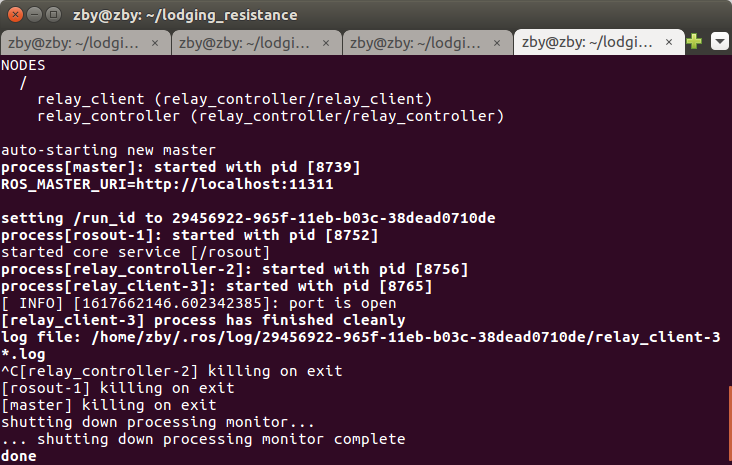 zby@zby: ~/lodging_resistance
zby@zby: ~/lodgi... × zby@zby: ~/lodgi... × zby@zby: ~/lodgi... × zby@zby: ~/lodgi... ×
NODES
  /
    relay_client (relay_controller/relay_client)
    relay_controller (relay_controller/relay_controller)

auto-starting new master
process[master]: started with pid [8739]
ROS_MASTER_URI=http://localhost:11311

setting /run_id to 29456922-965f-11eb-b03c-38dead0710de
process[rosout-1]: started with pid [8752]
started core service [/rosout]
process[relay_controller-2]: started with pid [8756]
process[relay_client-3]: started with pid [8765]
[ INFO] [1617662146.602342385]: port is open
[relay_client-3] process has finished cleanly
log file: /home/zby/.ros/log/29456922-965f-11eb-b03c-38dead0710de/relay_client-3
*.log
^C[relay_controller-2] killing on exit
[rosout-1] killing on exit
[master] killing on exit
shutting down processing monitor...
... shutting down processing monitor complete
done